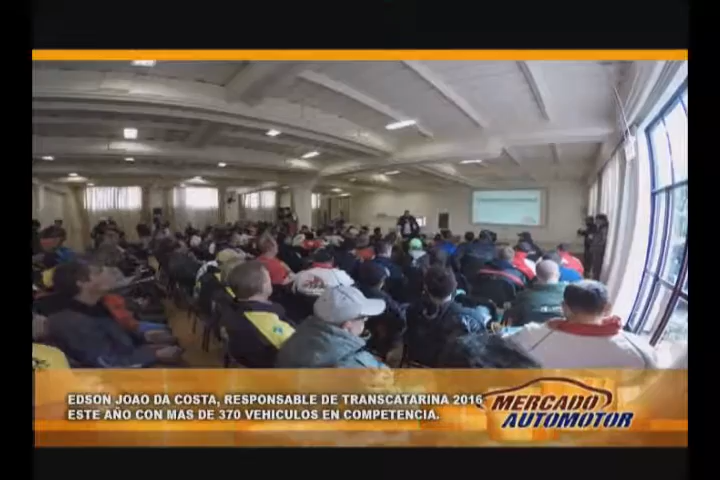 EDSON JOAO DA COSTA, RESPONSABLE DE TRANSCATARINA 2016
ESTE AÑO CON MAS DE 370 VEHICULOS EN COMPETENCIA.
MERCADO
AUTOMOTOR